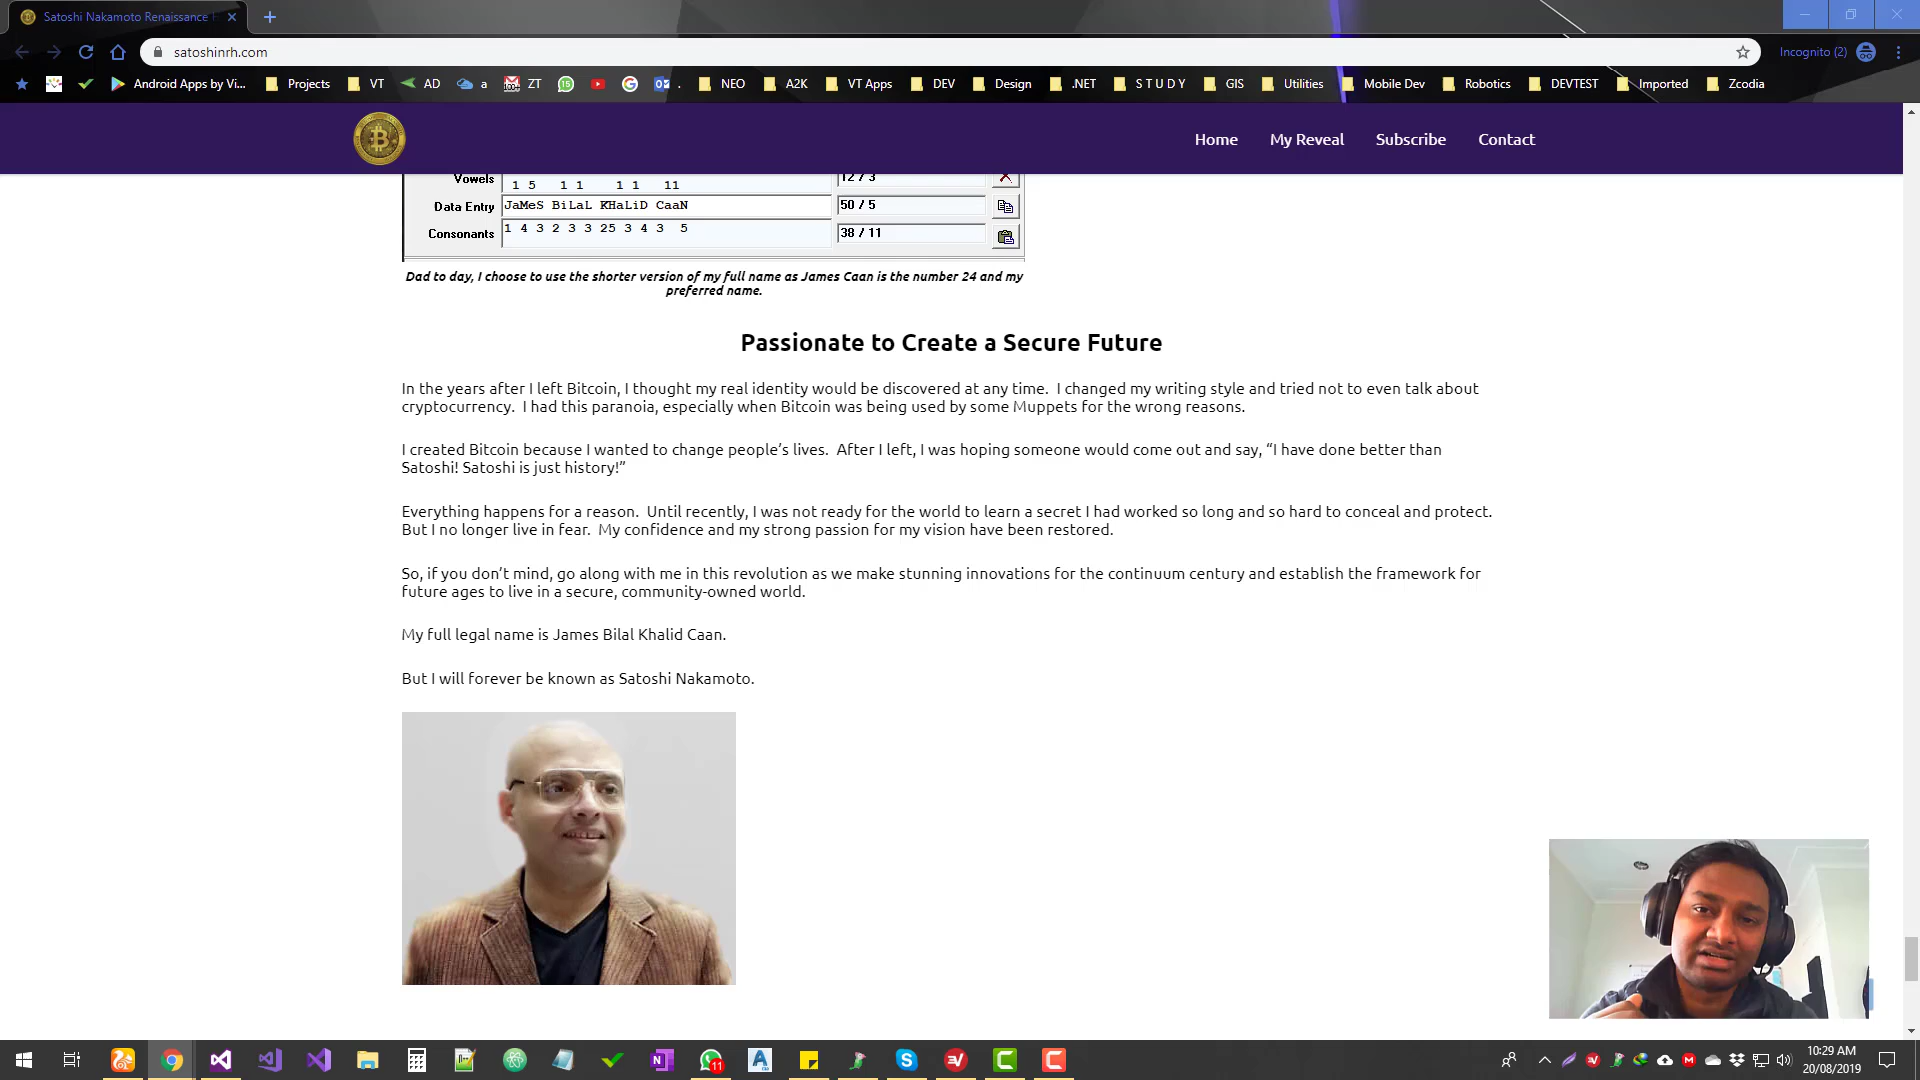 Satoshi Nakamoto Renaissance
satoshinrh.com
Incognito (2)
Android Apps by Vi...
Projects
VT
AD
a
ZT
.
NEO
A2K
VT Apps
DEV
Design
.NET
S T U D Y
GIS
Utilities
Mobile Dev
Robotics
DEVTEST
Imported
Zcodia
Home
My Reveal
Subscribe
Contact
Vowels
1 5 1 1 1 1 11
12 / 3
Data Entry
JaMeS BiLaL KHaLiD CaaN
50 / 5
Consonants
1 4 3 2 3 3 25 3 4 3 5
38 / 11
Dad to day, I choose to use the shorter version of my full name as James Caan is the number 24 and my
preferred name.
Passionate to Create a Secure Future
In the years after I left Bitcoin, I thought my real identity would be discovered at any time. I changed my writing style and tried not to even talk about
cryptocurrency. I had this paranoia, especially when Bitcoin was being used by some Muppets for the wrong reasons.
I created Bitcoin because I wanted to change people’s lives. After I left, I was hoping someone would come out and say, “I have done better than
Satoshi! Satoshi is just history!”
Everything happens for a reason. Until recently, I was not ready for the world to learn a secret I had worked so long and so hard to conceal and protect.
But I no longer live in fear. My confidence and my strong passion for my vision have been restored.
So, if you don’t mind, go along with me in this revolution as we make stunning innovations for the continuum century and establish the framework for
future ages to live in a secure, community-owned world.
My full legal name is James Bilal Khalid Caan.
But I will forever be known as Satoshi Nakamoto.
11
10:29 AM
20/08/2019